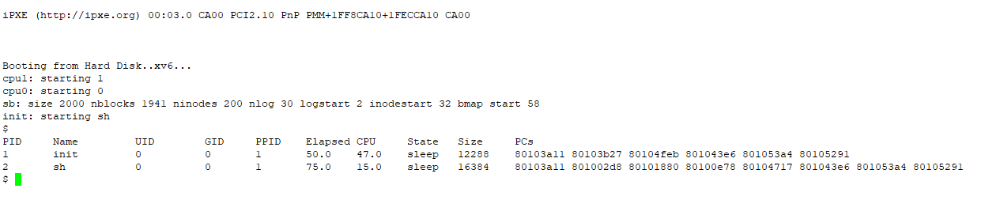 iPXE (http://ipxe.org) 00:03.0 CA00 PCI2.10 PnP PMM+1FF8CA10+1FECCA10 CA00
Booting from Hard Disk..xv6...
cpu1: starting 1
cpu0: starting 0
sb: size 2000 nblocks 1941 ninodes 200 nlog 30 logstart 2 inodestart 32 bmap start 58
init: starting sh
$
PID Name UID GID PPID Elapsed CPU State Size PCs
1 init 0 0 1 50.0 47.0 sleep 12288 80103a11 80103b27 80104feb 801043e6 801053a4 80105291
2 sh 0 0 1 75.0 15.0 sleep 16384 80103a11 801002d8 80101880 80100e78 80104717 801043e6 801053a4 80105291
$